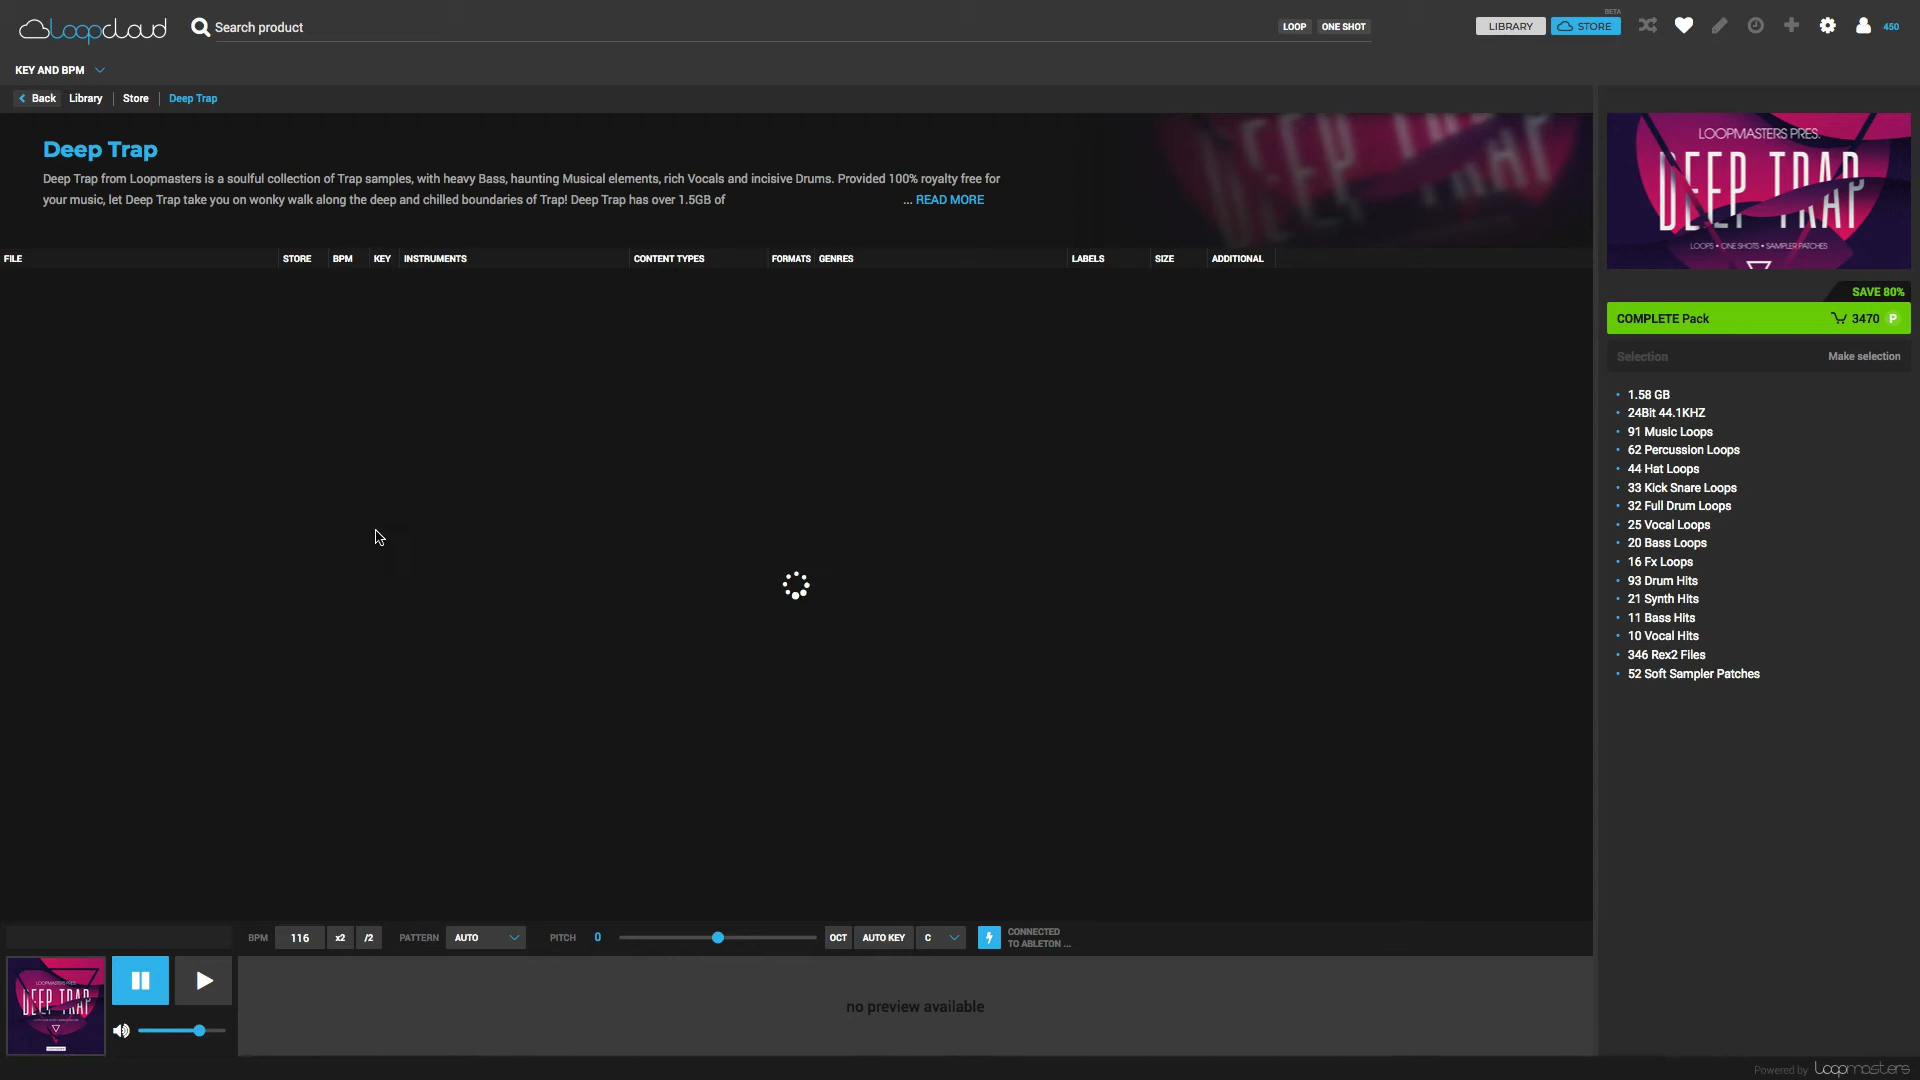 Loopcloud
Search product
LOOP
ONE SHOT
LIBRARY
STORE
BETA
450
KEY AND BPM
Back
Library
Store
Deep Trap
Deep Trap
Deep Trap from Loopmasters is a soulful collection of Trap samples, with heavy Bass, haunting Musical elements, rich Vocals and incisive Drums. Provided 100% royalty free for
your music, let Deep Trap take you on wonky walk along the deep and chilled boundaries of Trap! Deep Trap has over 1.5GB of
... READ MORE
FILE
STORE
BPM
KEY
INSTRUMENTS
CONTENT TYPES
FORMATS
GENRES
LABELS
SIZE
ADDITIONAL
LOOPMASTERS PRES.
DEEP TRAP
LOOPS • ONE SHOTS • SAMPLER PATCHES
SAVE 80%
COMPLETE Pack
3470 P
Selection
Make selection
1.58 GB
24Bit 44.1KHZ
91 Music Loops
62 Percussion Loops
44 Hat Loops
33 Kick Snare Loops
32 Full Drum Loops
25 Vocal Loops
20 Bass Loops
16 Fx Loops
93 Drum Hits
21 Synth Hits
11 Bass Hits
10 Vocal Hits
346 Rex2 Files
52 Soft Sampler Patches
BPM
116
x2
/2
PATTERN
AUTO
PITCH
0
OCT
AUTO KEY
C
CONNECTED
TO ABLETON ...
LOOPMASTERS PRES.
DEEP TRAP
no preview available
Powered by Loopmasters